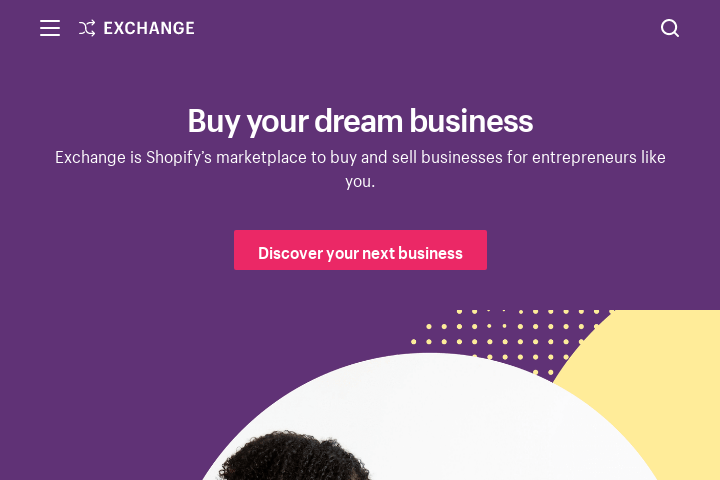 EXCHANGE
Buy your dream business
Exchange is Shopify's marketplace to buy and sell businesses for entrepreneurs like
you.
Discover your next business